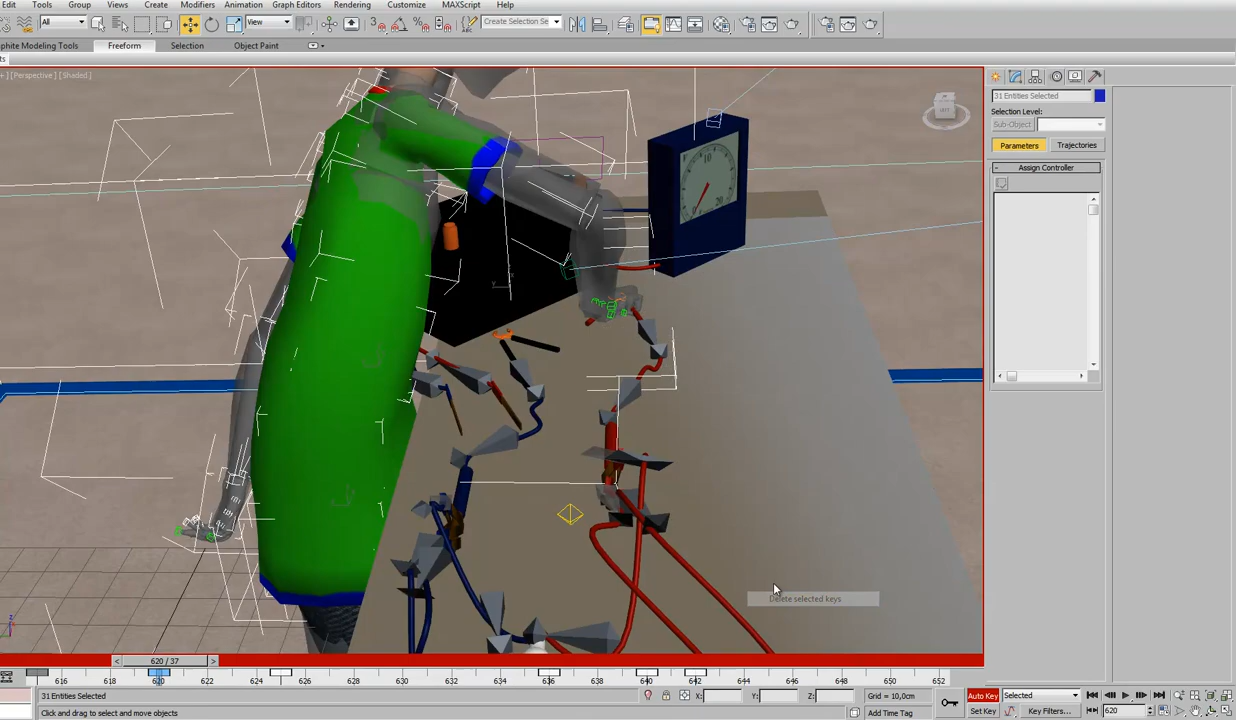 Edit Tools Group Views Create Modifiers Animation Graph Editors Rendering Customize MAXScript Help
All View Create Selection Se
phite Modeling Tools Freeform Selection Object Paint
ts
+ ] [Perspective ] [Shaded ]
31 Entities Selected
Selection Level:
Sub-Object
Parameters Trajectories
- Assign Controller
10
20
Delete selected keys
< 620 / 37 >
616 618 620 622 624 626 628 630 632 634 636 638 640 642 644 646 648 650 652
31 Entities Selected X: Y: Z: Grid = 10,0cm Auto Key Selected
Click and drag to select and move objects Add Time Tag Set Key Key Filters... 620